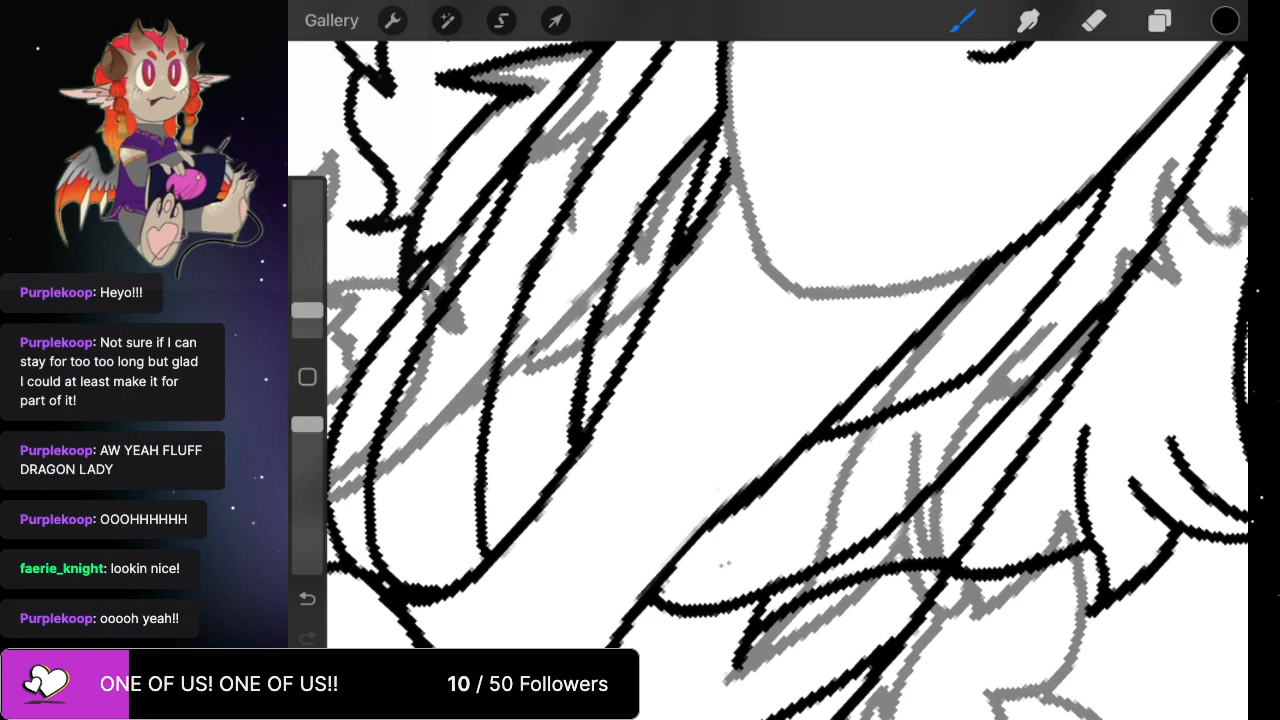 Gallery
Purplekoop: Heyo!!!
Purplekoop: Not sure if I can
stay for too too long but glad
I could at least make it for
part of it!
Purplekoop: AW YEAH FLUFF
DRAGON LADY
Purplekoop: OOOHHHHHH
faerie_knight: lookin nice!
Purplekoop: ooooh yeah!!
ONE OF US! ONE OF US!! 10 / 50 Followers